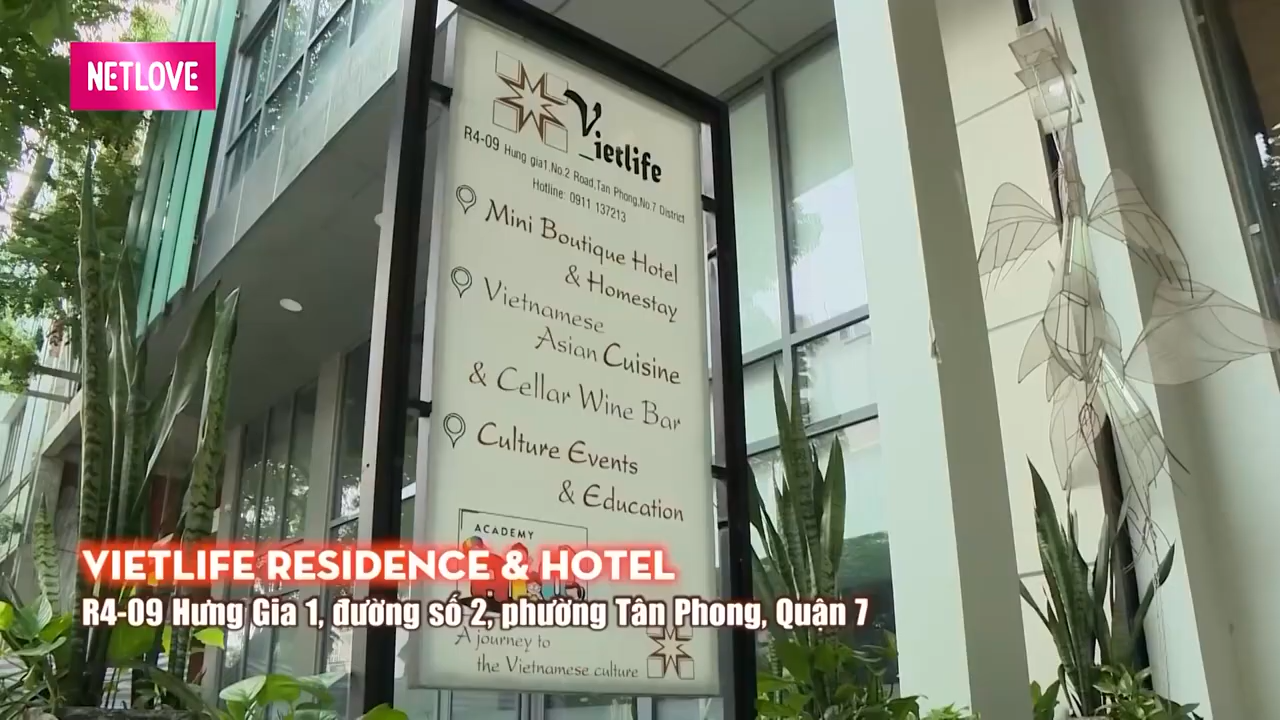 NETLOVE
Vietlife
R4-09 Hung gia1,No.2 Road,Tan Phong,No.7 District
Hotline: 0911 137213
Mini Boutique Hotel
& Homestay
Vietnamese
Asian Cuisine
& Cellar Wine Bar
Culture Events
& Education
ACADEMY
VIETLIFE RESIDENCE & HOTEL
R4-09 Hưng Gia 1, đường số 2, phường Tân Phong, Quận 7
A journey to
the Vietnamese culture